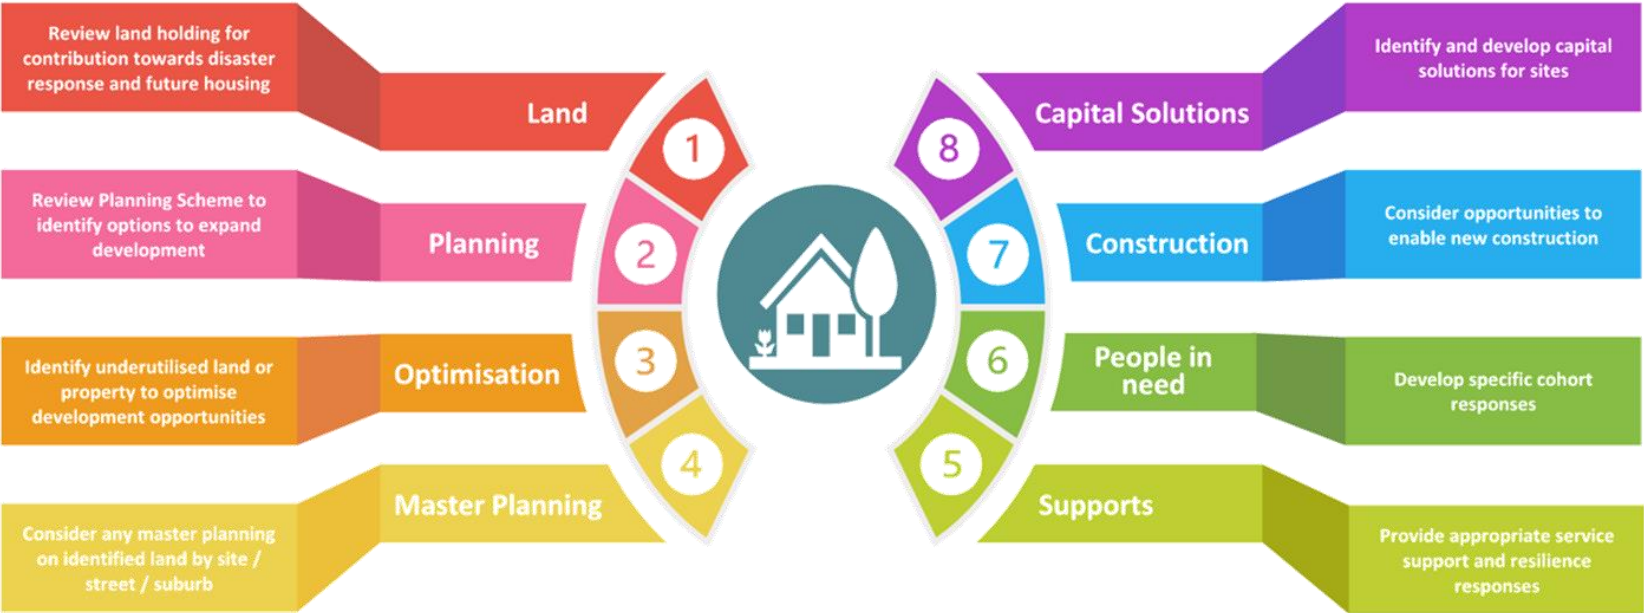 Review land holding for
contribution towards disaster
response and future housing
Land
1
Review Planning Scheme to
identify options to expand
development
Planning
2
Identify underutilised land or
property to optimise
development opportunities
Optimisation
3
Consider any master planning
on identified land by site /
street / suburb
Master Planning
4
5
Supports
Provide appropriate service
support and resilience
responses
6
People in
need
Develop specific cohort
responses
7
Construction
Consider opportunities to
enable new construction
8
Capital Solutions
Identify and develop capital
solutions for sites